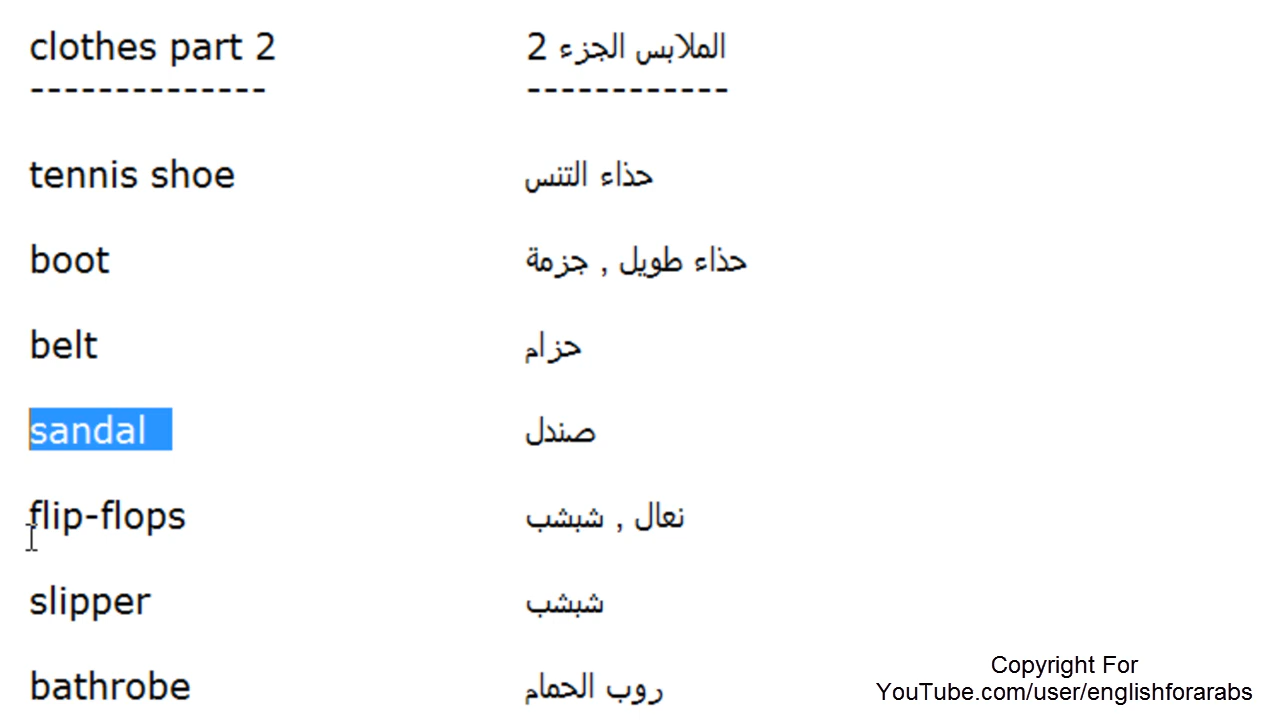 clothes part 2 الملابس الجزء 2
-------------- ------------
tennis shoe حذاء التنس
boot حذاء طويل , جزمة
belt حزام
sandal صندل
flip-flops نعال , شبشب
slipper شبشب
bathrobe روب الحمام
Copyright For
YouTube.com/user/englishforarabs